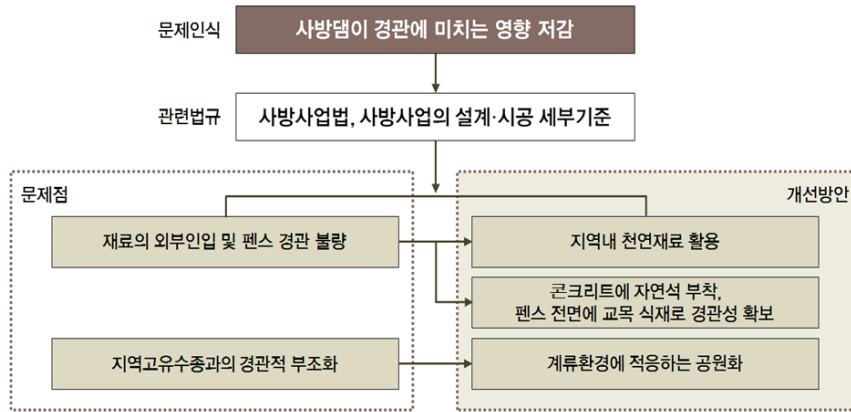 문제인식
사방댐이 경관에 미치는 영향 저감
관련법규
사방사업법, 사방사업의 설계·시공 세부기준
문제점
개선방안
재료의 외부인입 및 펜스 경관 불량
지역내 천연재료 활용
콘크리트에 자연석 부착,
펜스 전면에 교목 식재로 경관성 확보
지역고유수종과의 경관적 부조화
계류환경에 적응하는 공원화